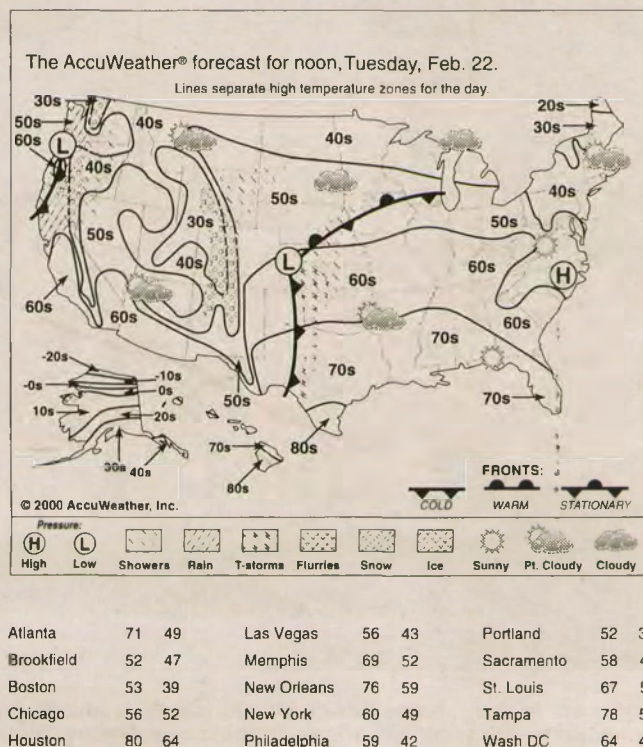 The AccuWeather® forecast for noon, Tuesday, Feb. 22.
Lines separate high temperature zones for the day.
30s
50s
60s
L
40s
40s
40s
20s
30s
40s
50s
50s
30s
40s
50s
60s
60s
L
60s
60s
H
60s
60s
70s
70s
70s
50s
80s
-20s
-10s
-0s
0s
10s
20s
30s
40s
70s
80s
© 2000 AccuWeather, Inc.
FRONTS:
COLD WARM STATIONARY
Pressure:
H L
High Low Showers Rain T-storms Flurries Snow Ice Sunny Pt. Cloudy Cloudy
Atlanta 71 49 Las Vegas 56 43 Portland 52
Brookfield 52 47 Memphis 69 52 Sacramento 58
Boston 53 39 New Orleans 76 59 St. Louis 67
Chicago 56 52 New York 60 49 Tampa 78
Houston 80 64 Philadelphia 59 42 Wash DC 64